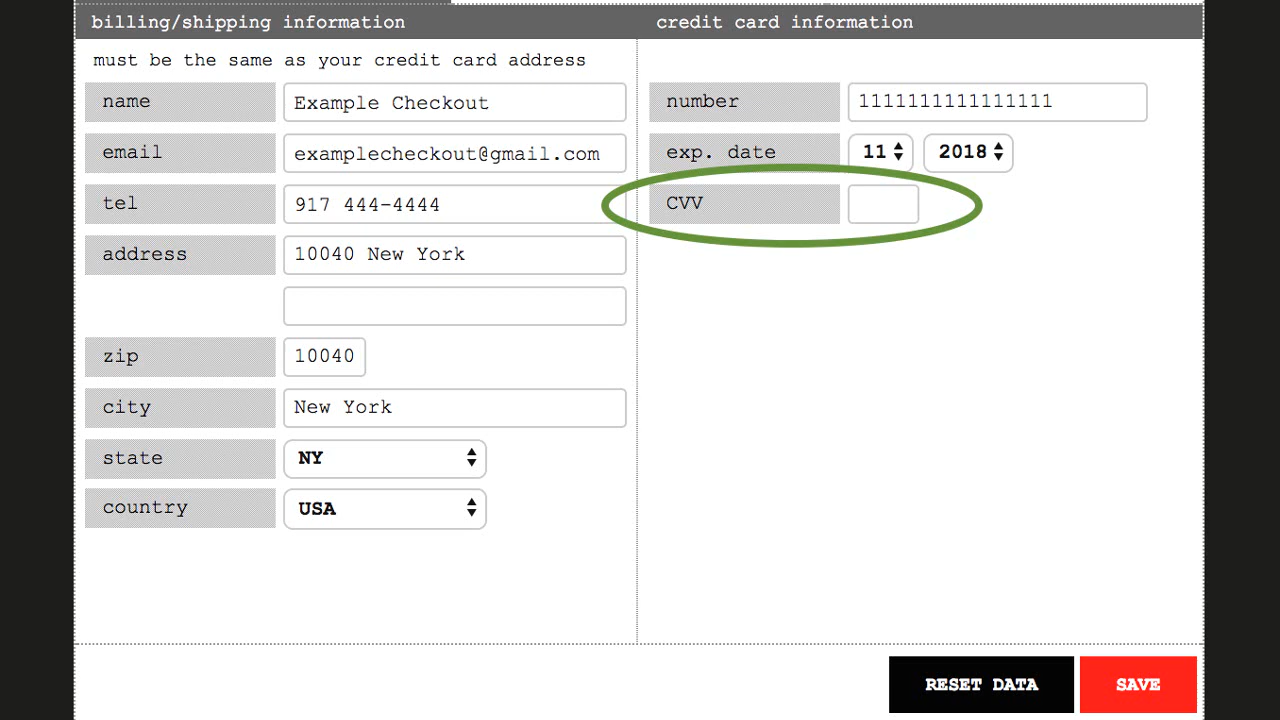 billing/shipping information
must be the same as your credit card address
name Example Checkout
email examplecheckout@gmail.com
tel 917 444-4444
address 10040 New York
zip 10040
city New York
state NY
country USA
credit card information
number 1111111111111111
exp. date 11 2018
CVV
RESET DATA SAVE